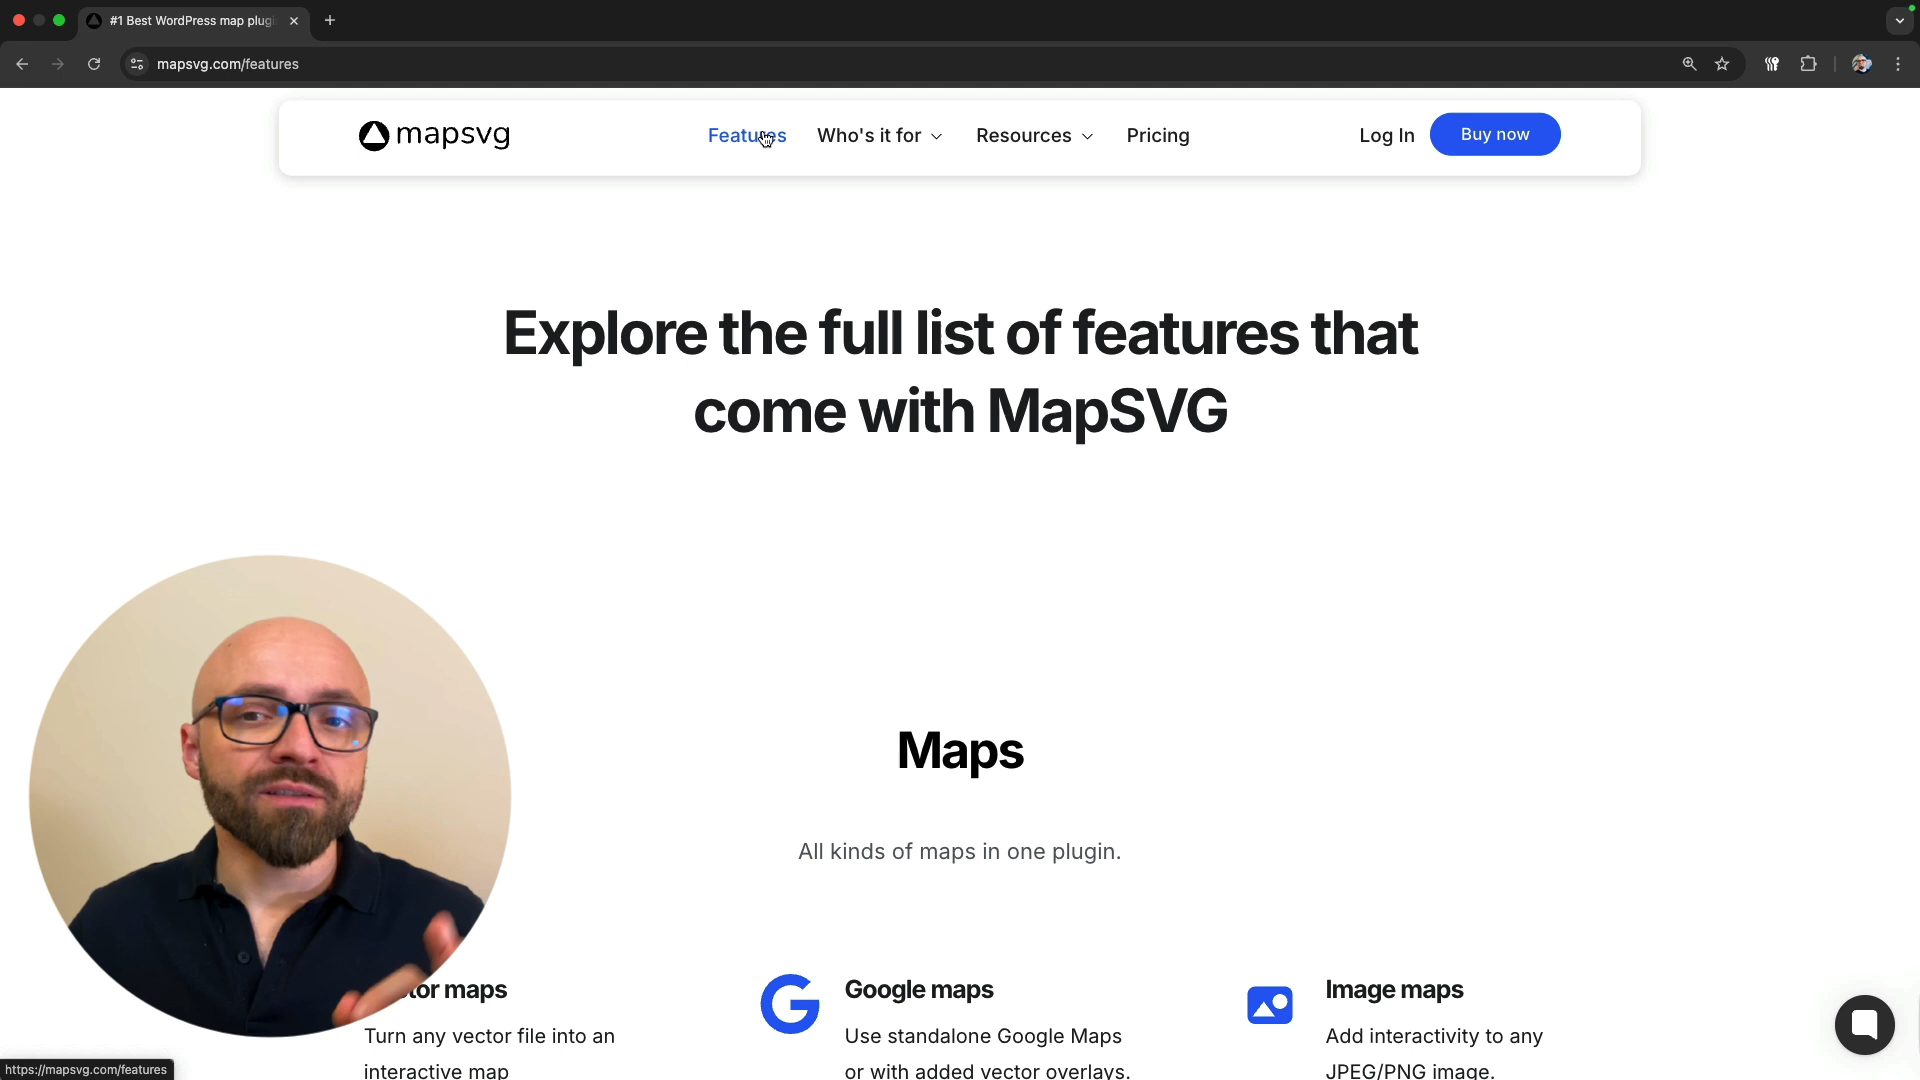 #1 Best WordPress map plugi
mapsvg.com/features
mapsvg
Features
Who's it for
Resources
Pricing
Log In
Buy now
Explore the full list of features that
come with MapSVG
Maps
All kinds of maps in one plugin.
tor maps
Turn any vector file into an
interactive map
Google maps
Use standalone Google Maps
or with added vector overlays.
Image maps
Add interactivity to any
JPEG/PNG image.
https://mapsvg.com/features